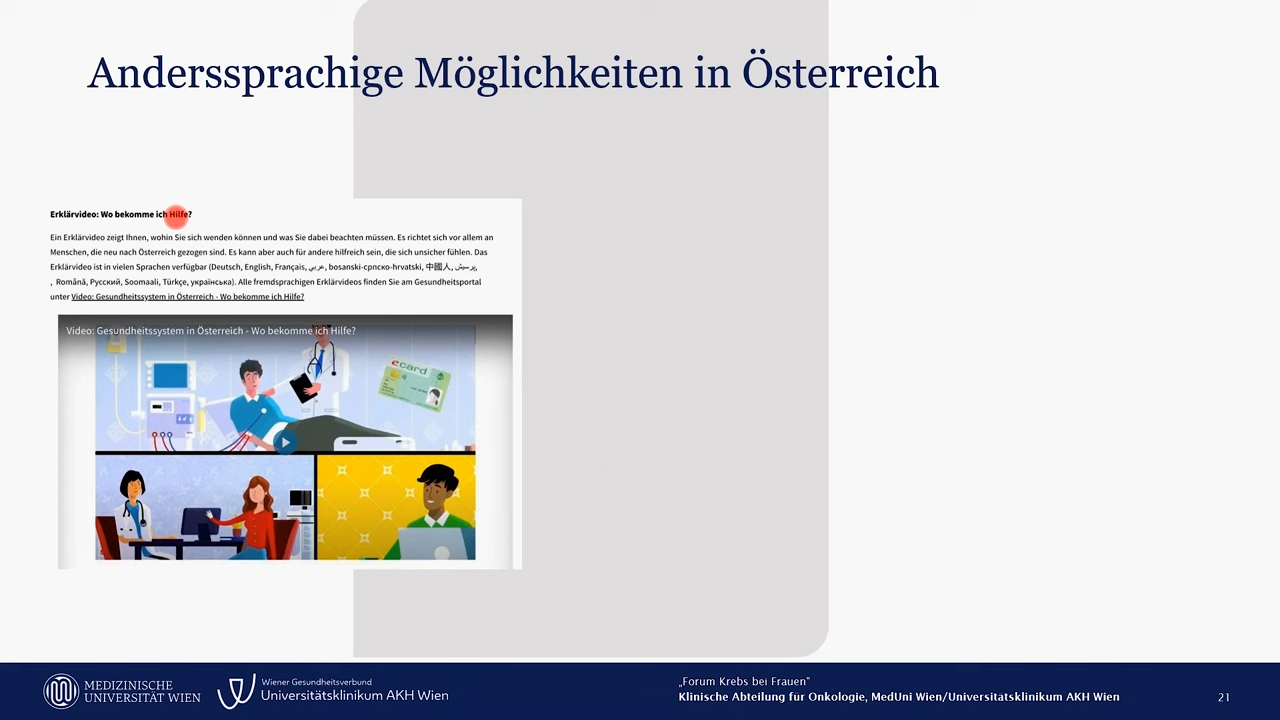 Anderssprachige Möglichkeiten in Österreich
Erklärvideo: Wo bekomme ich Hilfe?
Ein Erklärvideo zeigt Ihnen, wohin Sie sich wenden können und was Sie dabei beachten müssen. Es richtet sich vor allem an
Menschen, die neu nach Österreich gezogen sind. Es kann aber auch für andere hilfreich sein, die sich unsicher fühlen. Das
Erklärvideo ist in vielen Sprachen verfügbar (Deutsch, English, Français, عربي, bosanski-српско-hrvatski, 中國人,
, Română, Русский, Soomaali, Türkçe, українська). Alle fremdsprachigen Erklärvideos finden Sie am Gesundheitsportal
unter Video: Gesundheitssystem in Österreich - Wo bekomme ich Hilfe?
Video: Gesundheitssystem in Österreich - Wo bekomme ich Hilfe?
ecard
MEDIZINISCHE
UNIVERSITÄT WIEN
Wiener Gesundheitsverbund
Universitätsklinikum AKH Wien
„Forum Krebs bei Frauen"
Klinische Abteilung für Onkologie, MedUni Wien/Universitätsklinikum AKH Wien
21